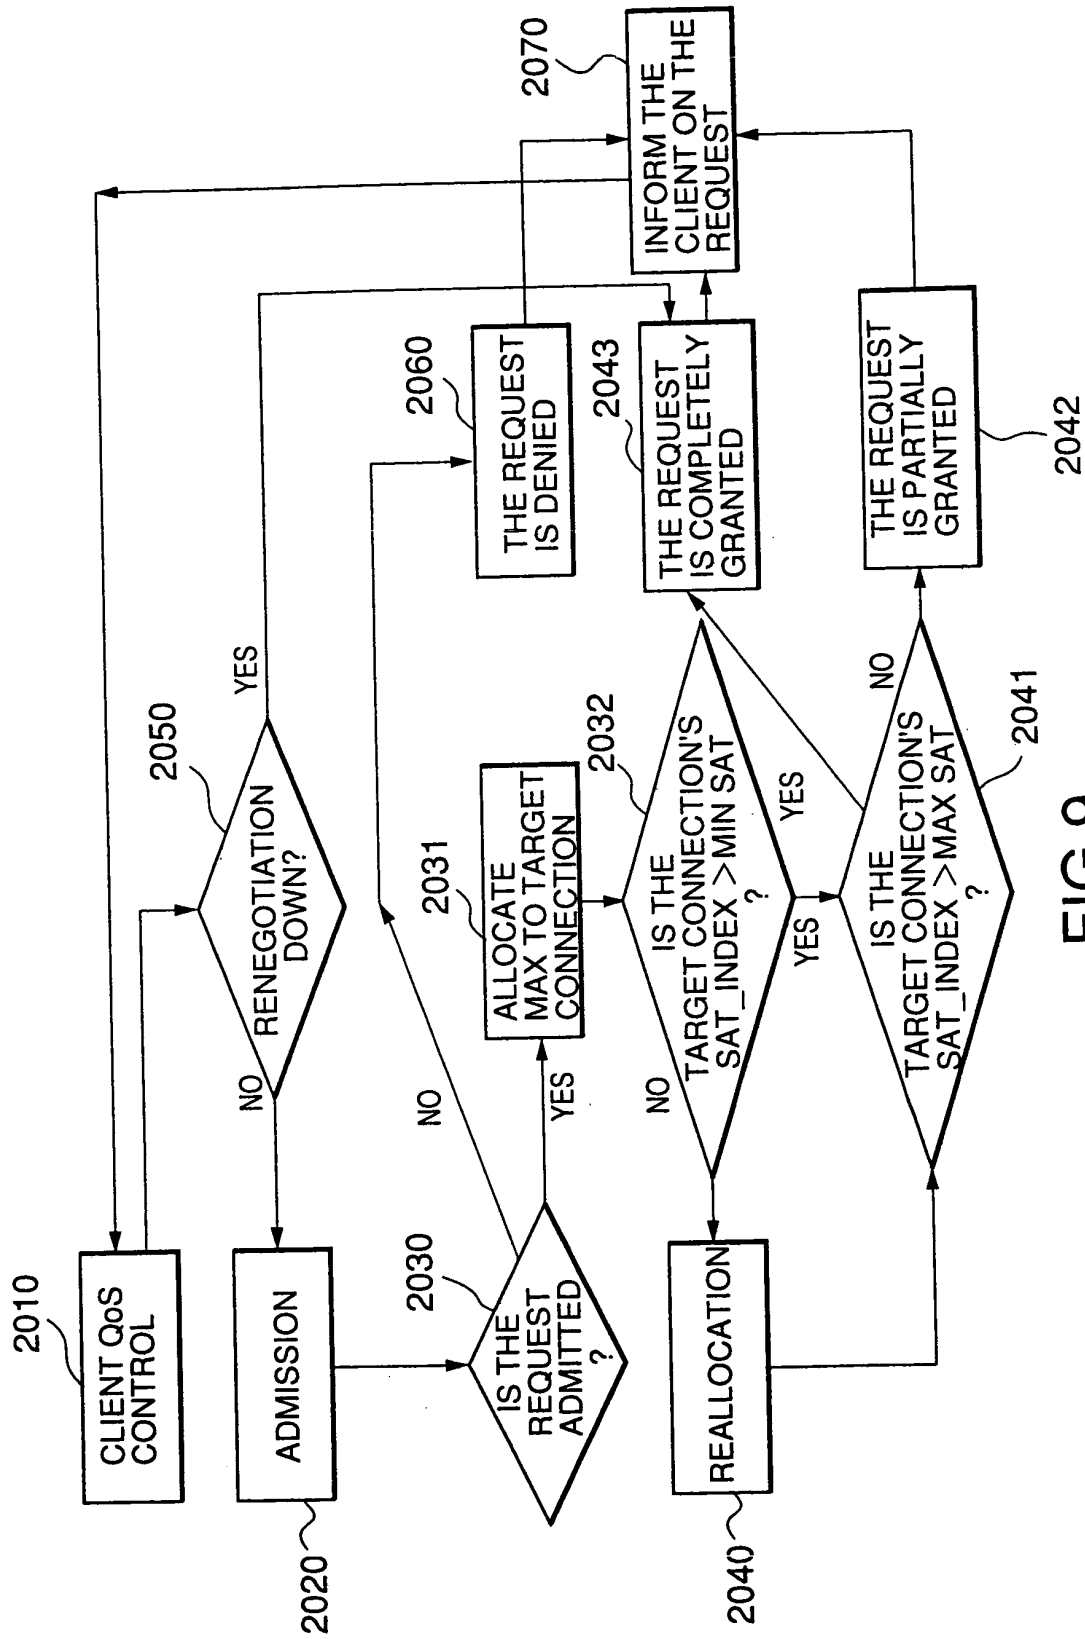 2010
CLIENT QoS
CONTROL
2050
RENEGOTIATION
DOWN?
NO
YES
ADMISSION
2020
2030
IS THE
REQUEST
ADMITTED
?
NO
YES
2031
ALLOCATE
MAX TO TARGET
CONNECTION
2060
THE REQUEST
IS DENIED
2070
INFORM THE
CLIENT ON THE
REQUEST
2032
IS THE
TARGET CONNECTION'S
SAT_INDEX >MIN SAT
?
NO
YES
YES
2043
THE REQUEST
IS COMPLETELY
GRANTED
REALLOCATION
2040
IS THE
TARGET CONNECTION'S
SAT_INDEX >MAX SAT
?
NO
2041
THE REQUEST
IS PARTIALLY
GRANTED
2042
FIG